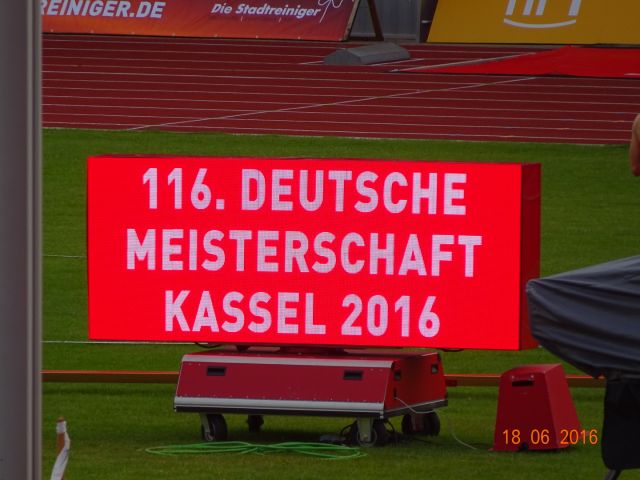 REINIGER.DE
Die Stadtreiniger
116. DEUTSCHE
MEISTERSCHAFT
KASSEL 2016
18 06 2016